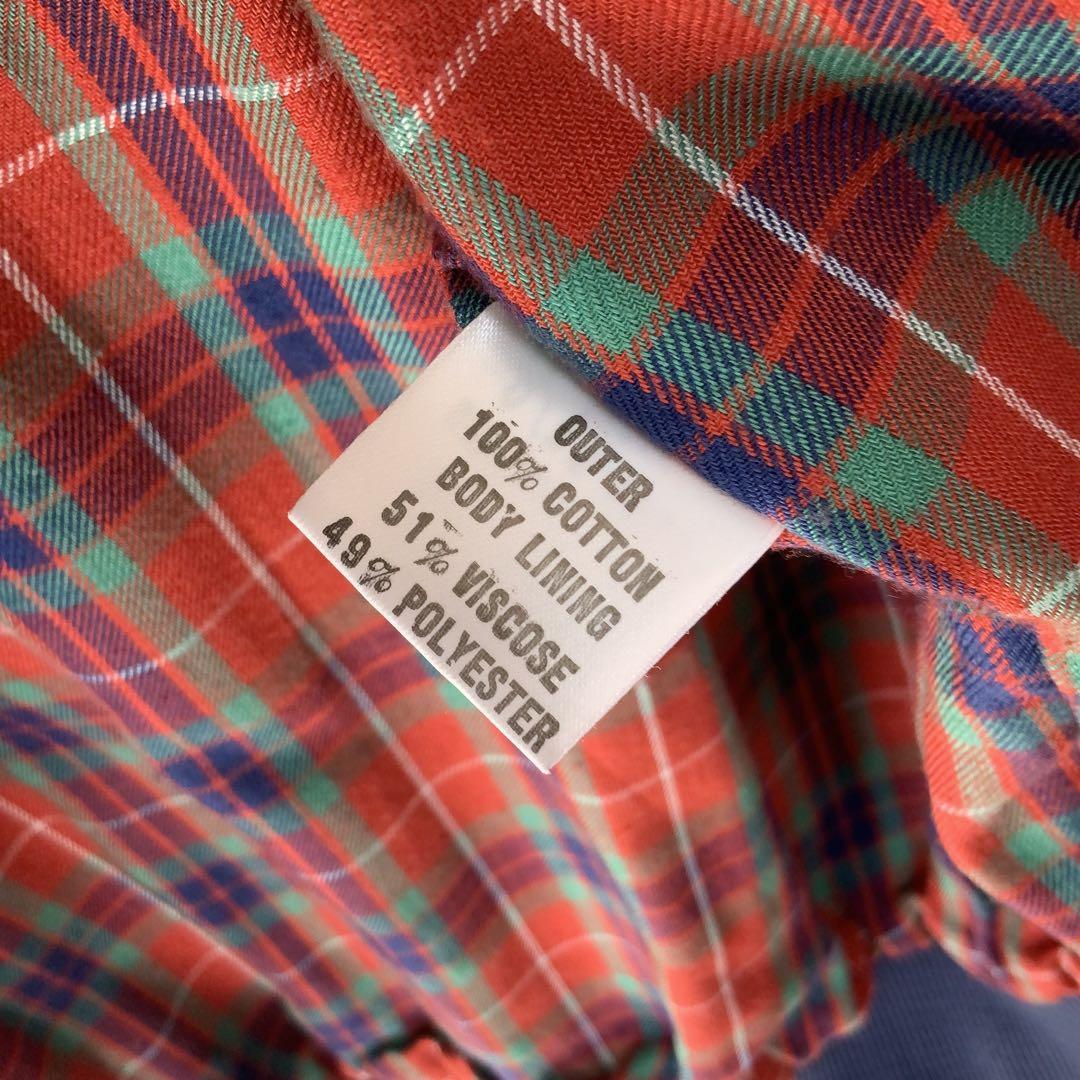 OUTER
100% COTTON
BODY LINING
51% VISCOSE
49% POLYESTER